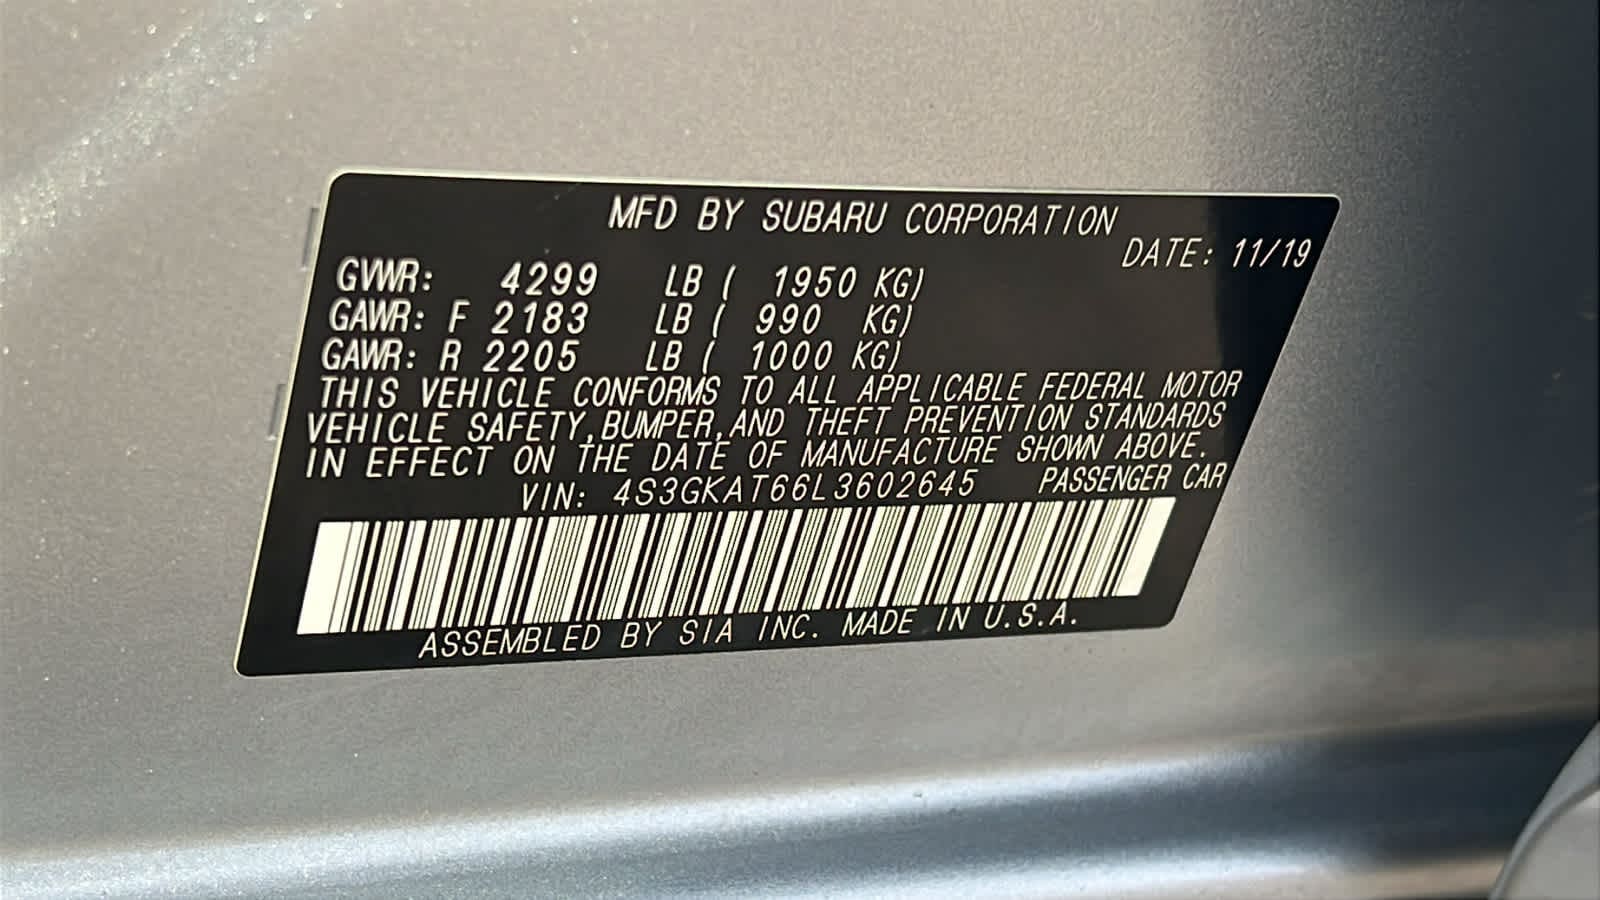 MFD BY SUBARU CORPORATION
DATE: 11/19
GVWR: 4299 LB ( 1950 KG)
GAWR: F 2183 LB ( 990 KG)
GAWR: R 2205 LB ( 1000 KG)
THIS VEHICLE CONFORMS TO ALL APPLICABLE FEDERAL MOTOR
VEHICLE SAFETY,BUMPER,AND THEFT PREVENTION STANDARDS
IN EFFECT ON THE DATE OF MANUFACTURE SHOWN ABOVE.
VIN: 4S3GKAT66L3602645 PASSENGER CAR
ASSEMBLED BY SIA INC. MADE IN U.S.A.